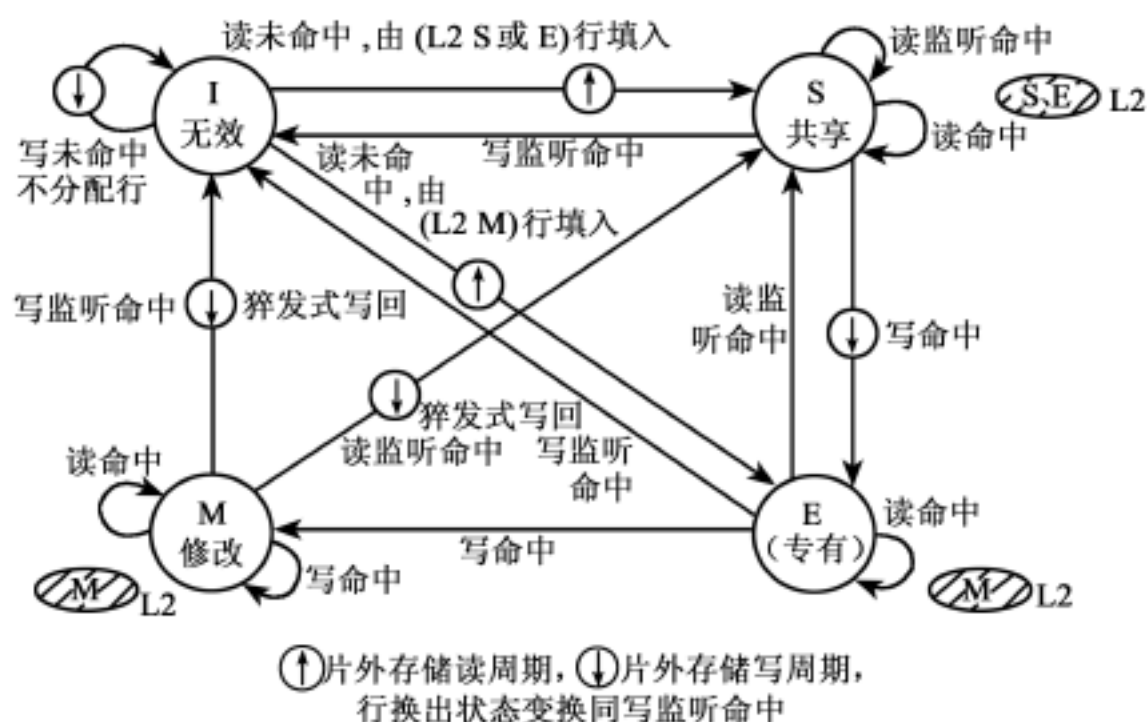 读未命中,由 (L2 S或 E)行填入
读监听命中
I
无效
S
共享
S、E L2
写未命中
不分配行
读未命
中,由
(L2 M)行填入
写监听命中
读命中
写监听命中
猝发式写回
读监
听命中
写命中
猝发式写回
读监听命中
写监听
命中
读命中
M
修改
写命中
写命中
E
(专有)
读命中
M L2
M L2
片外存储读周期, 片外存储写周期,
行换出状态变换同写监听命中